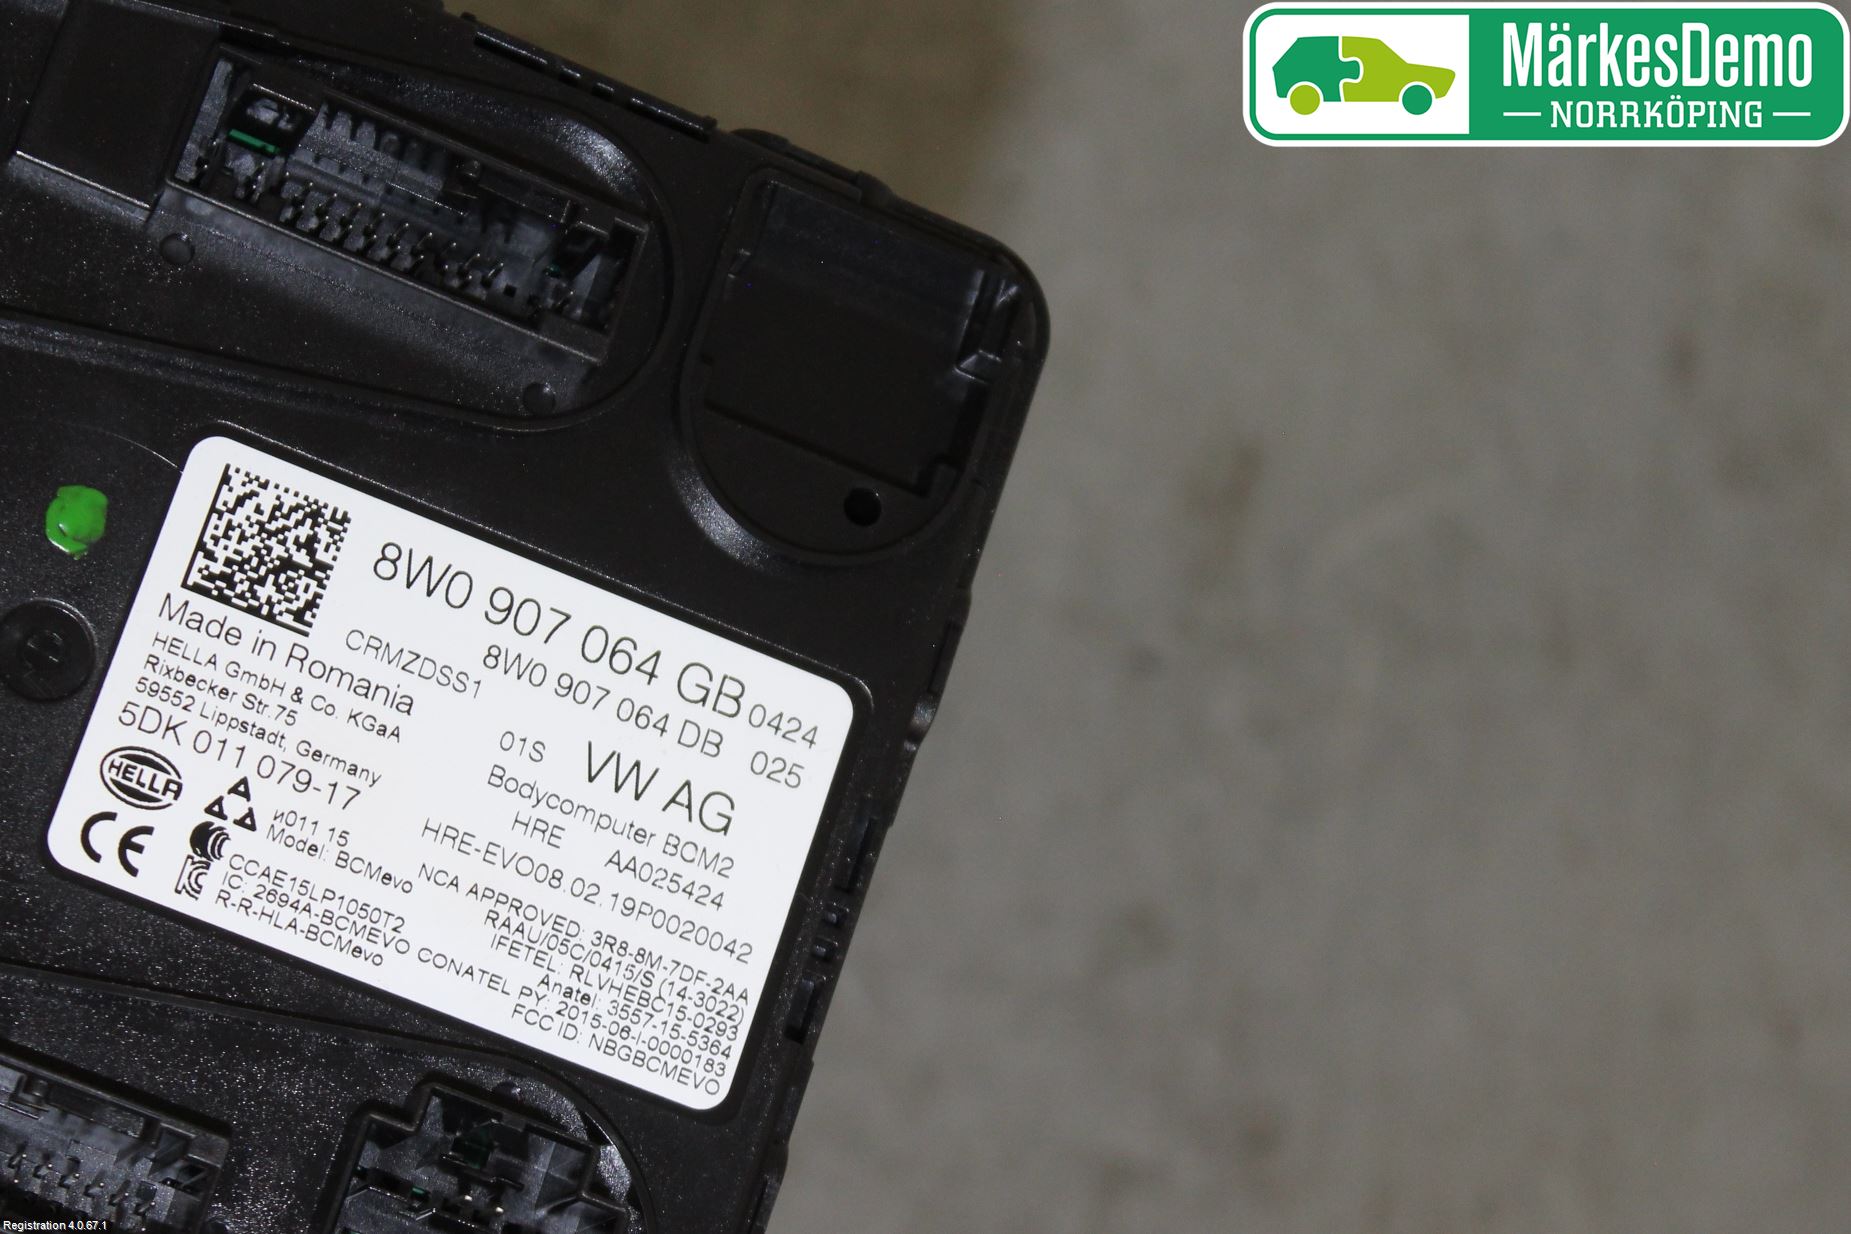 MärkesDemo
NORRKÖPING
8W0 907 064 GB 0424
CRMZDSS1 8W0 907 064 DB 025
Made in Romania
HELLA GmbH & Co. KGaA
Rixbecker Str.75
59552 Lippstadt, Germany
5DK 011 079-17
01S VW AG
Bodycomputer BCM2
HRE AA025424
HRE-EVO08.02.19P0020042
HELLA
CE
и011 15
Model: BCMevo
NCA APPROVED: 3R8-8M-7DF-2AA
RAAU/05C/0415/S (14-3022)
IFETEL: RLVHEBC15-0293
Anatel: 3557-15-5364
CCAE15LP1050T2
IC: 2694A-BCMEVO CONATEL PY: 2015-06-I-0000183
R-R-HLA-BCMevo
FCC ID: NBGBCMEVO
Registration 4.0.67.1